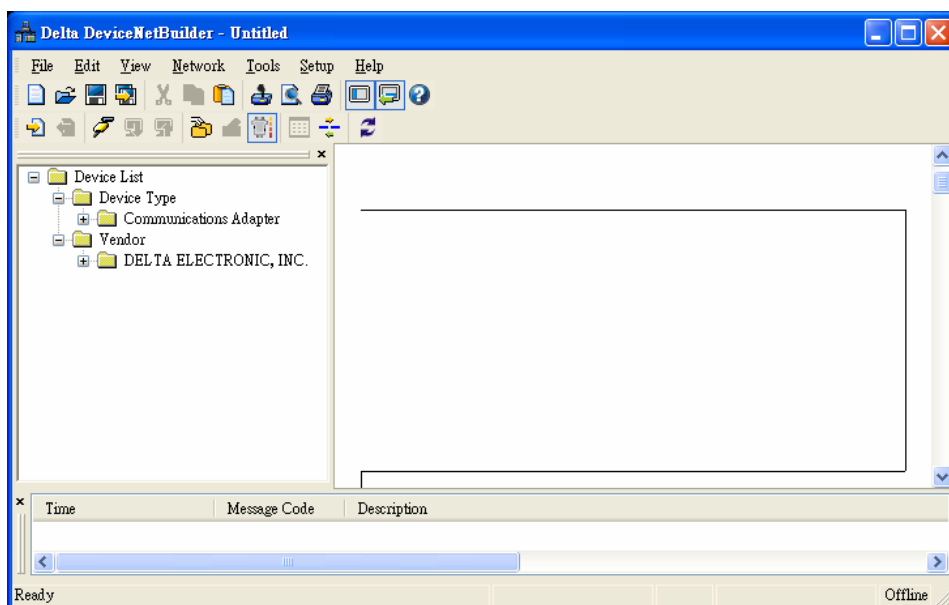 Delta DeviceNetBuilder - Untitled
File Edit View Network Tools Setup Help
Device List
Device Type
Communications Adapter
Vendor
DELTA ELECTRONIC, INC.
Time Message Code Description
Ready Offline